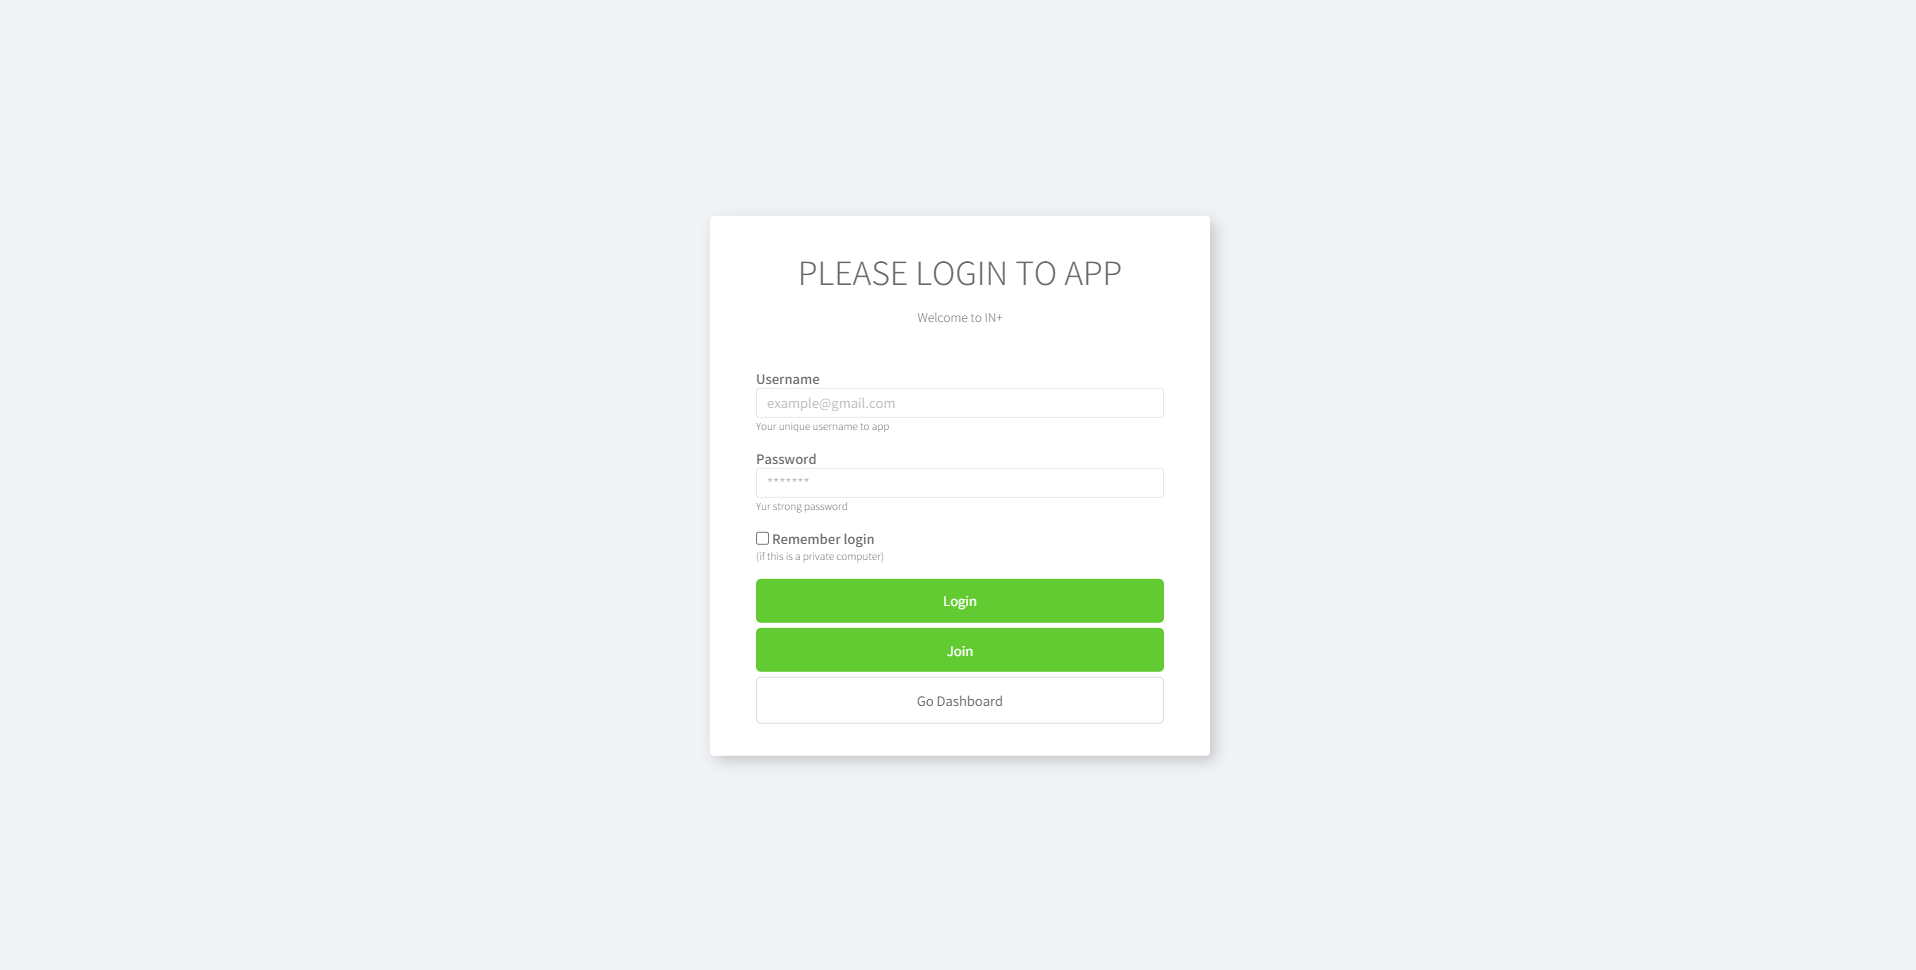 PLEASE LOGIN TO APP
Welcome to IN+
Username
example@gmail.com
Your unique username to app
Password
*******
Yur strong password
Remember login
(if this is a private computer)
Login
Join
Go Dashboard